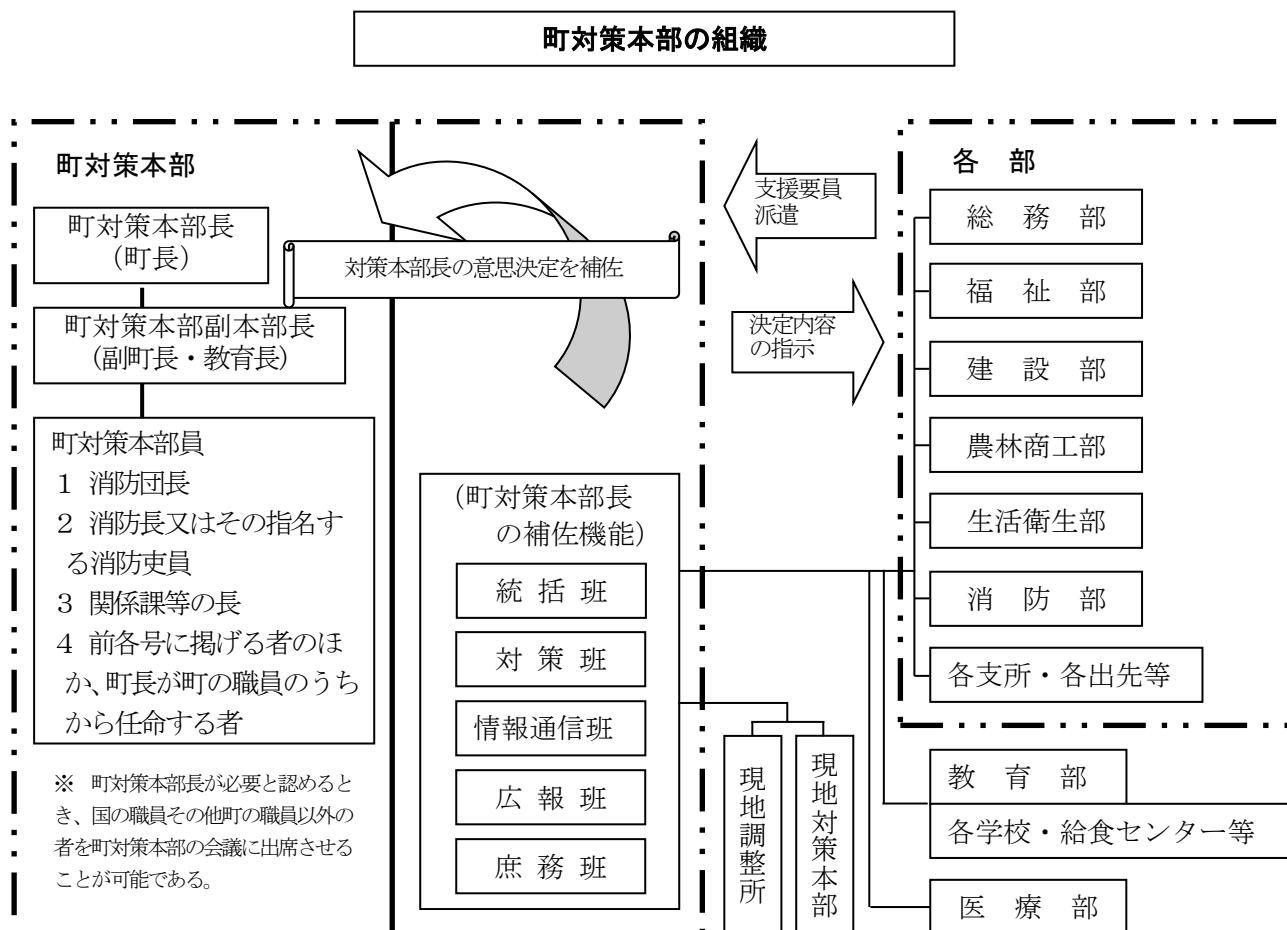 町対策本部の組織
町対策本部
町対策本部長
(町長)
町対策本部副本部長
(副町長・教育長)
町対策本部員
1 消防団長
2 消防長又はその指名す
る消防吏員
3 関係課等の長
4 前各号に掲げる者のほ
か、町長が町の職員のうち
から任命する者
※ 町対策本部長が必要と認めると
き、国の職員その他町の職員以外の
者を町対策本部の会議に出席させる
ことが可能である。
対策本部長の意思決定を補佐
(町対策本部長
の補佐機能)
統括班
対策班
情報通信班
広報班
庶務班
支援要員
派遣
決定内容
の指示
現地調整所
現地対策本部
各 部
総 務 部
福 祉 部
建 設 部
農林商工部
生活衛生部
消 防 部
各支所・各出先等
教 育 部
各学校・給食センター等
医 療 部